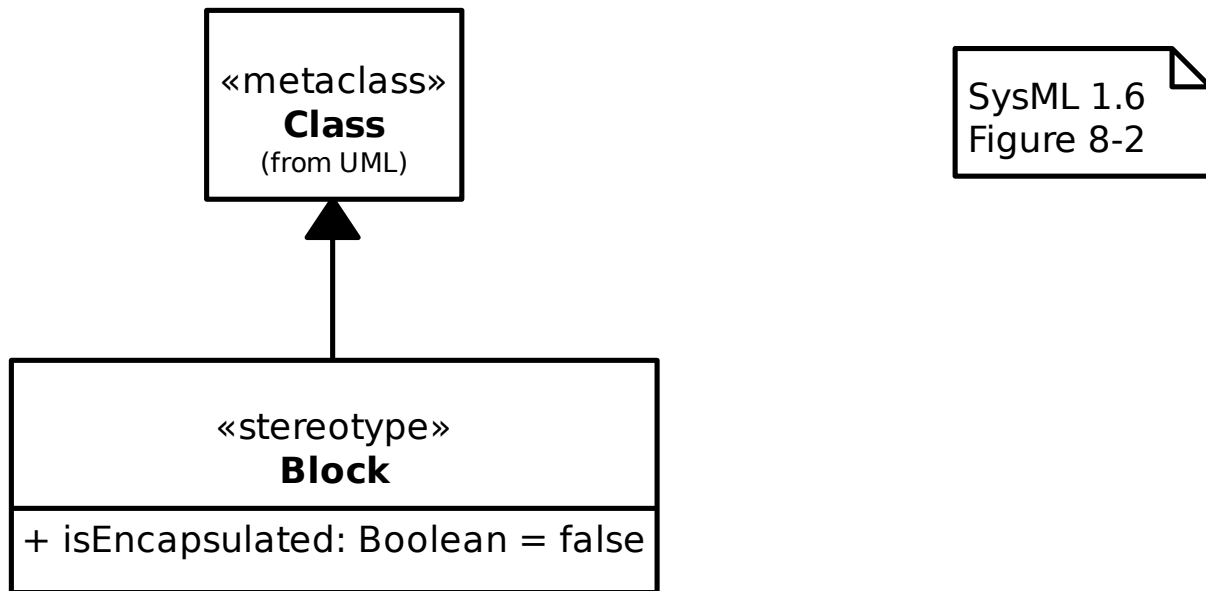 «metaclass»
Class
(from UML)
SysML 1.6
Figure 8-2
«stereotype»
Block
+ isEncapsulated: Boolean = false